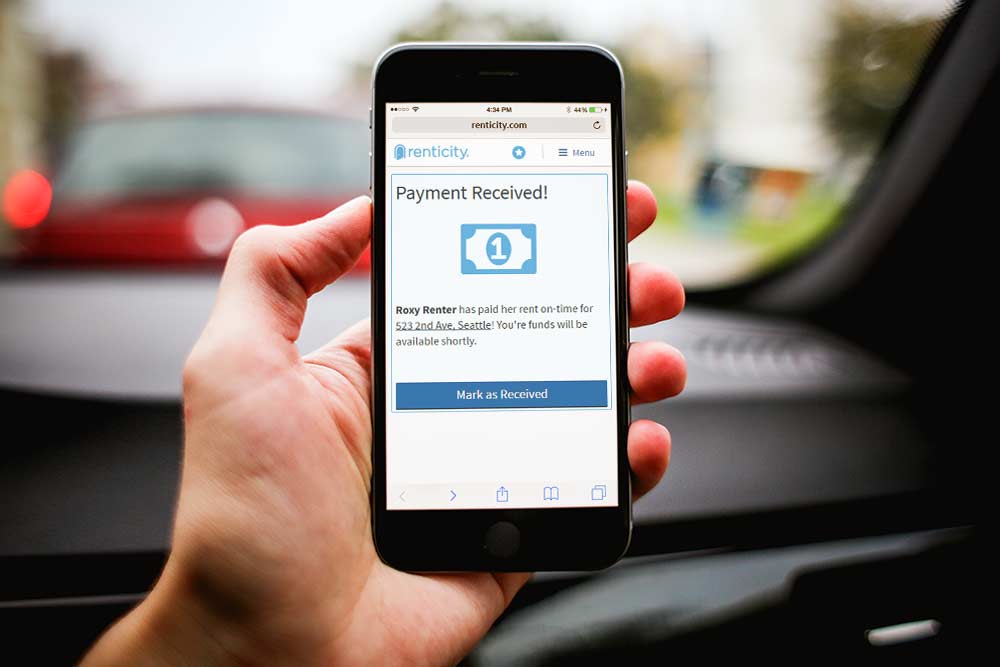 4:34 PM
44%
renticity.com
renticity.
Menu
Payment Received!
1
Roxy Renter has paid her rent on-time for
523 2nd Ave, Seattle! You're funds will be
available shortly.
Mark as Received